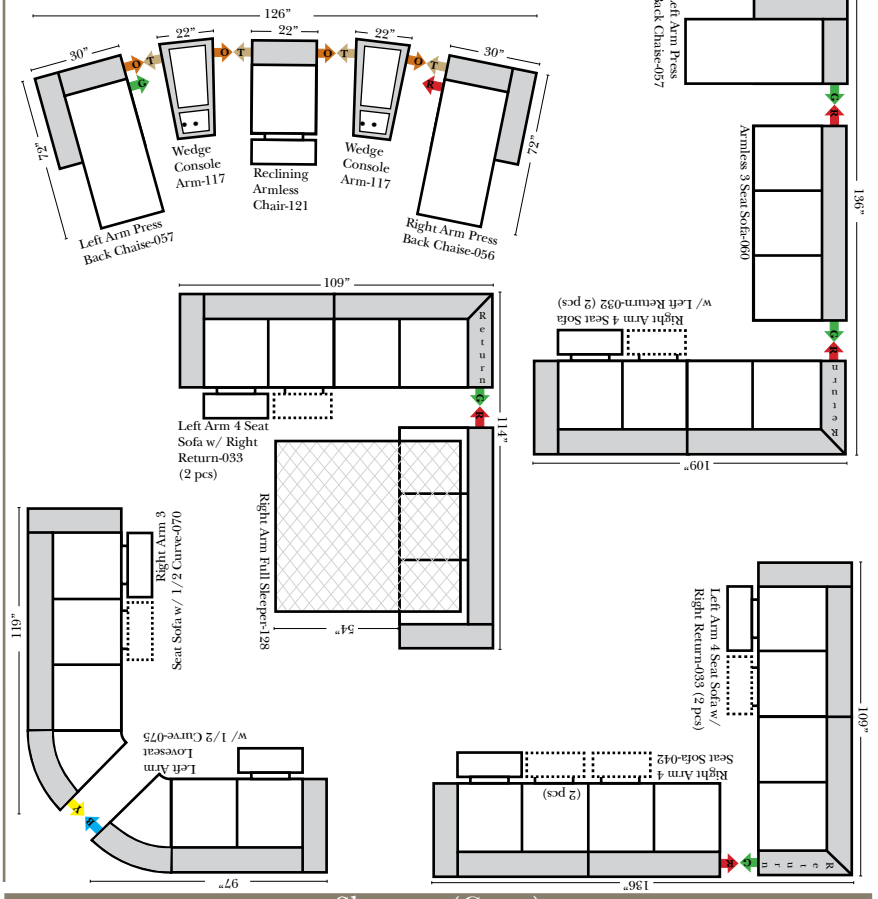 126”
30”
22”
22”
22”
30”
O
T
O
T
O
T
O
T
G
R
72”
72”
Wedge
Console
Arm-117
Reclining
Armless
Chair-121
Wedge
Console
Arm-117
Left Arm Press
Back Chaise-057
Right Arm Press
Back Chaise-056
Left Arm Press
Back Chaise-057
G
R
Armless 3 Seat Sofa-060
136”
G
R
Right Arm 4 Seat Sofa
w/ Left Return-032 (2 pcs)
Return
109”
109”
Return
G
R
114”
Left Arm 4 Seat
Sofa w/ Right
Return-033
(2 pcs)
Right Arm Full Sleeper-128
54”
119”
Right Arm 3
Seat Sofa w/ 1/2 Curve-070
Y
B
Left Arm
Loveseat
w/ 1/2 Curve-075
97”
Left Arm 4 Seat Sofa w/
Right Return-033 (2 pcs)
109”
Right Arm 4
Seat Sofa-042
(2 pcs)
R
G
Return
136”